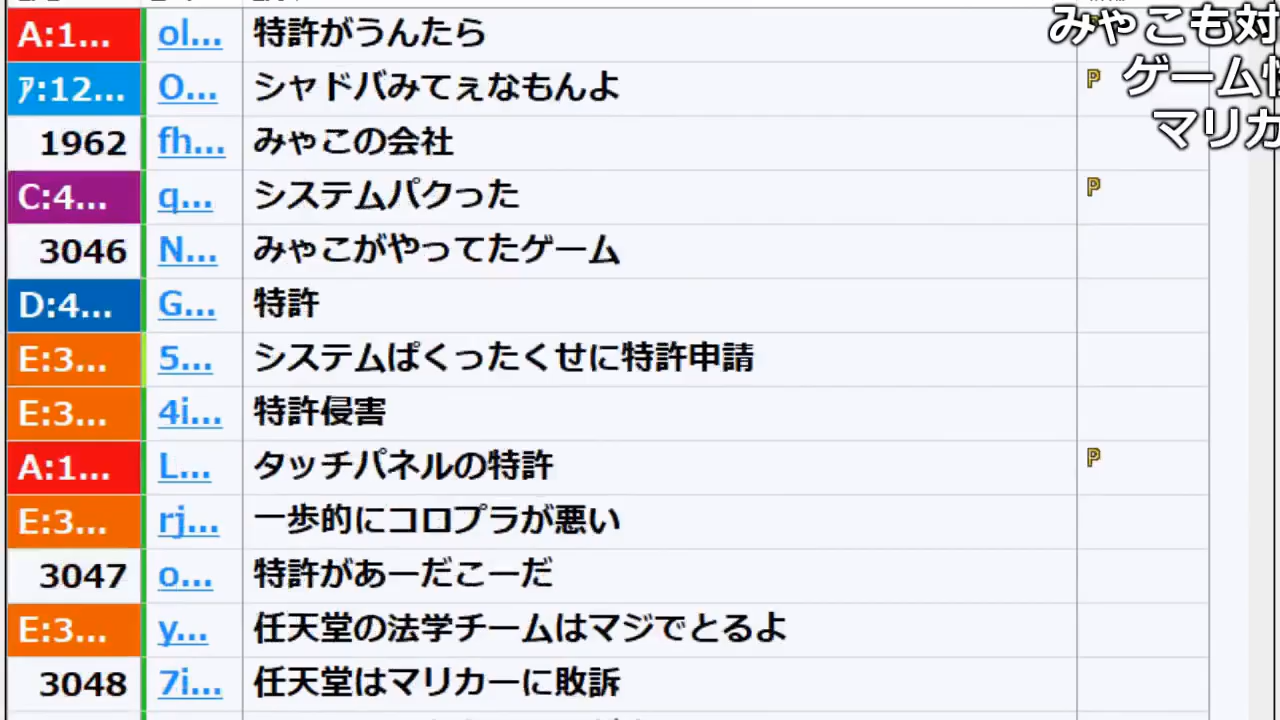 A:1... ol... 特許がうんたら
ｱ:12... O... シャドバみてぇなもんよ P
1962 fh... みゃこの会社
C:4... q... システムパクった P
3046 N... みゃこがやってたゲーム
D:4... G... 特許
E:3... 5... システムぱくったくせに特許申請
E:3... 4i... 特許侵害
A:1... L... タッチパネルの特許 P
E:3... rj... 一歩的にコロプラが悪い
3047 o... 特許があーだこーだ
E:3... y... 任天堂の法学チームはマジでとるよ
3048 7i... 任天堂はマリカーに敗訴
みゃこも対
ゲーム
マリカ